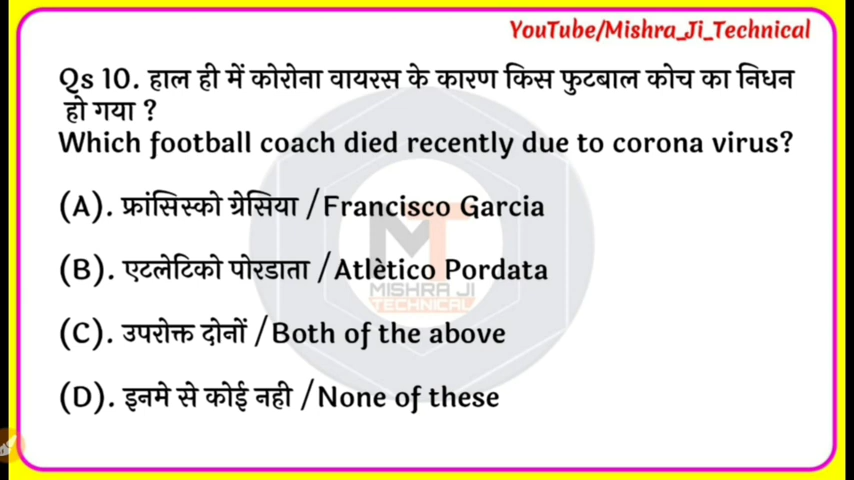 YouTube/Mishra_Ji_Technical
Qs 10. हाल ही में कोरोना वायरस के कारण किस फुटबाल कोच का निधन
हो गया ?
Which football coach died recently due to corona virus?
(A). फ्रांसिस्को ग्रेसिया /Francisco Garcia
(B). एटलेटिको पोरडाता /Atlètico Pordata
MISHRA JI
TECHNICAL
(C). उपरोक्त दोनों /Both of the above
(D). इनमे से कोई नही /None of these